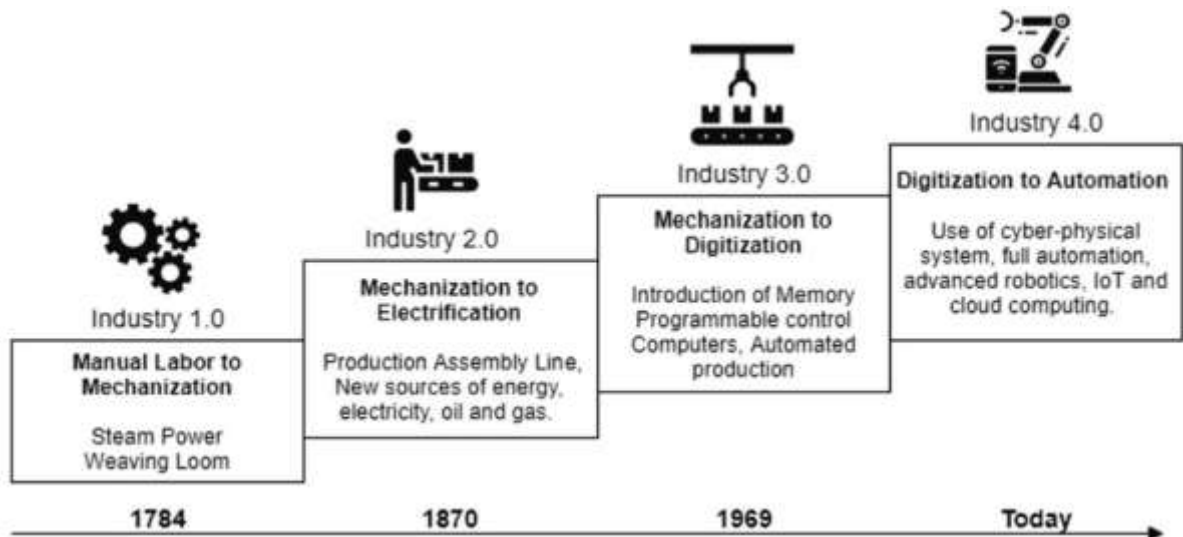 Industry 1.0
Manual Labor to
Mechanization
Steam Power
Weaving Loom
Industry 2.0
Mechanization to
Electrification
Production Assembly Line,
New sources of energy,
electricity, oil and gas.
Industry 3.0
Mechanization to
Digitization
Introduction of Memory
Programmable control
Computers, Automated
production
Industry 4.0
Digitization to Automation
Use of cyber-physical
system, full automation,
advanced robotics, IoT and
cloud computing.
1784
1870
1969
Today